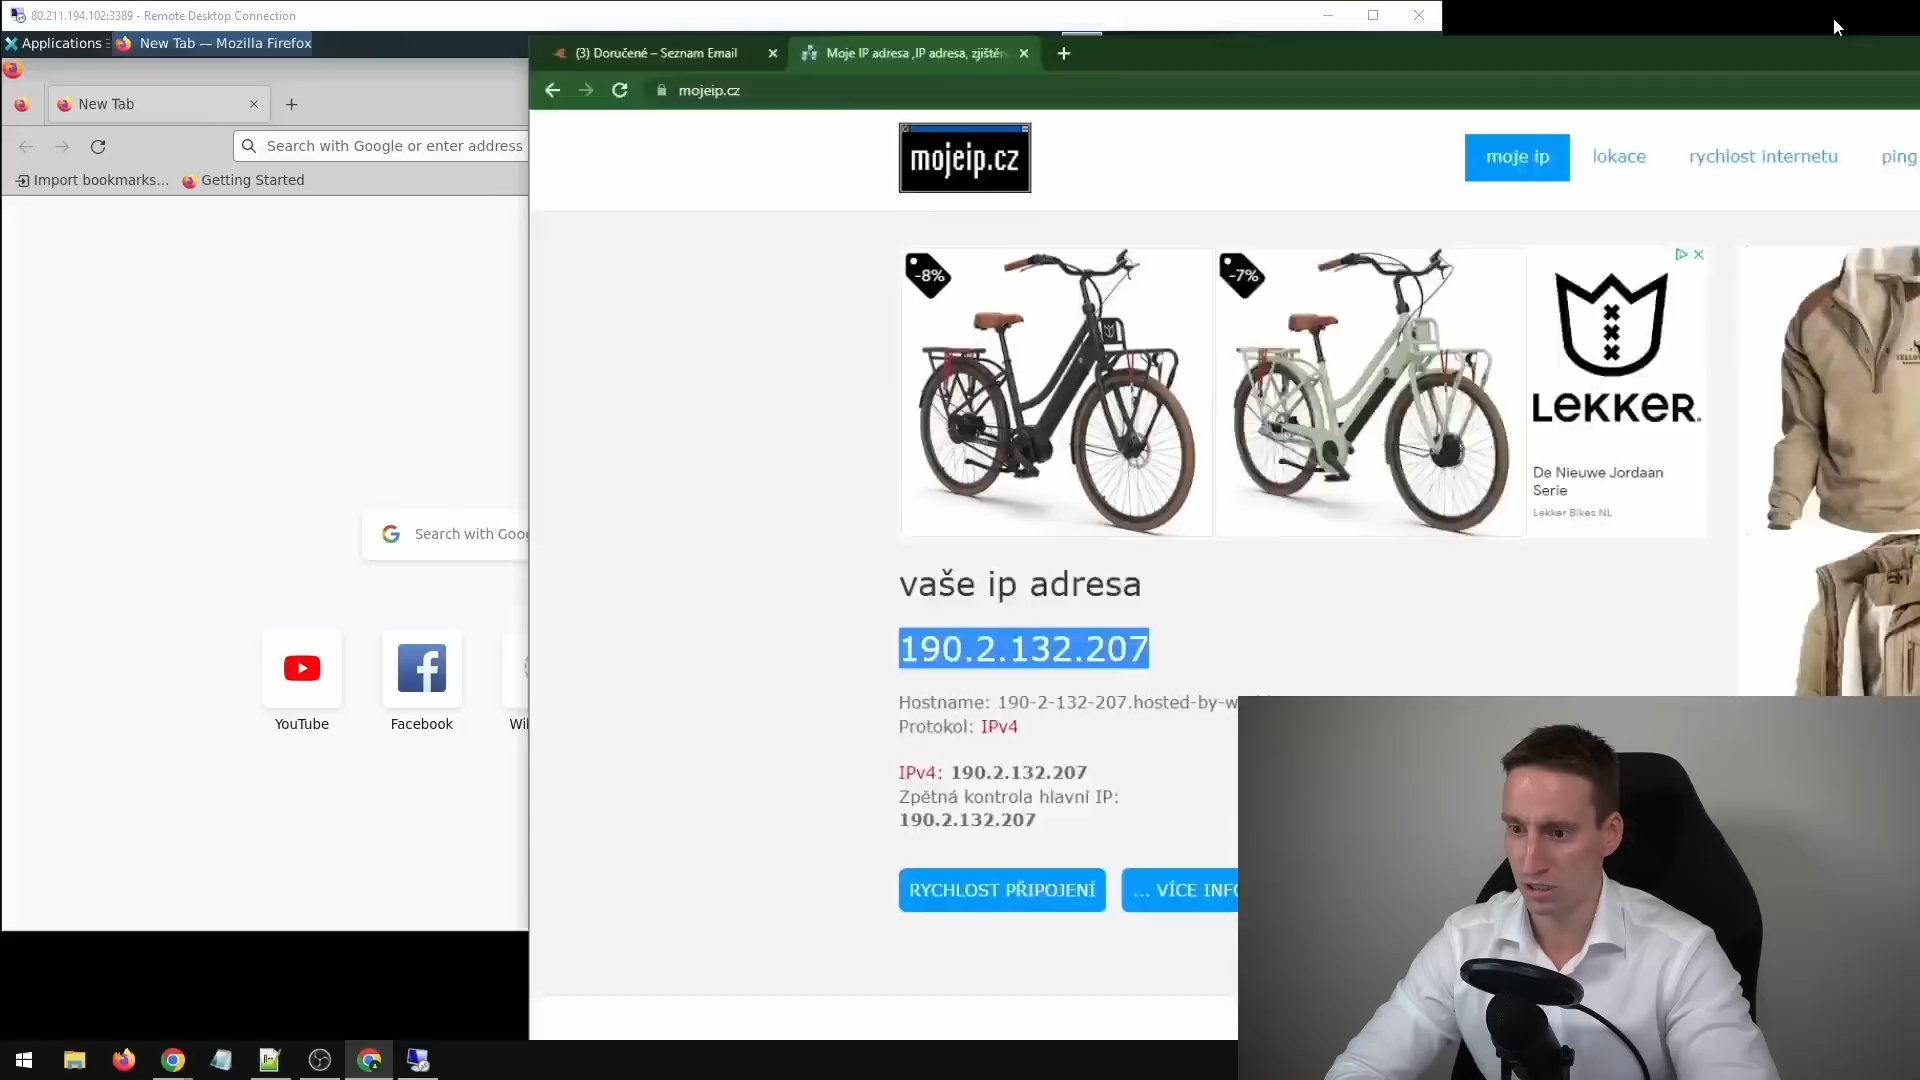 80.211.194.102:3389 - Remote Desktop Connection
Applications
New Tab — Mozilla Firefox
New Tab
Search with Google or enter address
Import bookmarks...
Getting Started
Search with
YouTube
Facebook
(3) Doručené – Seznam Email
Moje IP adresa ,IP adresa,
mojeip.cz
mojeip.cz
moje ip
lokace
rychlost internetu
ping
-8%
-7%
LEKKER.
De Nieuwe Jordaan
Serie
Lekker Bikes NL
vaše ip adresa
190.2.132.207
Hostname: 190-2-132-207.hosted-by-w
Protokol: IPv4
IPv4: 190.2.132.207
Zpětná kontrola hlavní IP:
190.2.132.207
RYCHLOST PŘIPOJENÍ
... VÍCE INFO